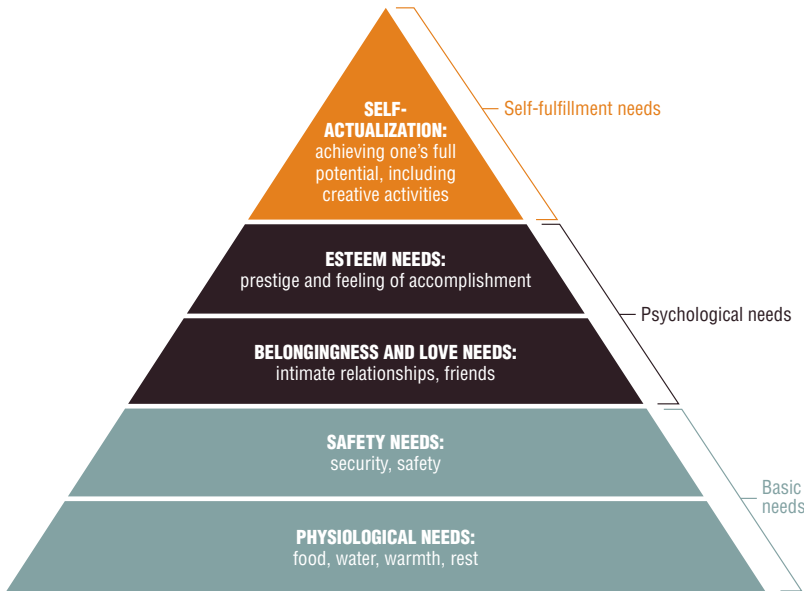 SELF-
ACTUALIZATION:
achieving one’s full
potential, including
creative activities
Self-fulfillment needs
ESTEEM NEEDS:
prestige and feeling of accomplishment
Psychological needs
BELONGINGNESS AND LOVE NEEDS:
intimate relationships, friends
SAFETY NEEDS:
security, safety
Basic
needs
PHYSIOLOGICAL NEEDS:
food, water, warmth, rest